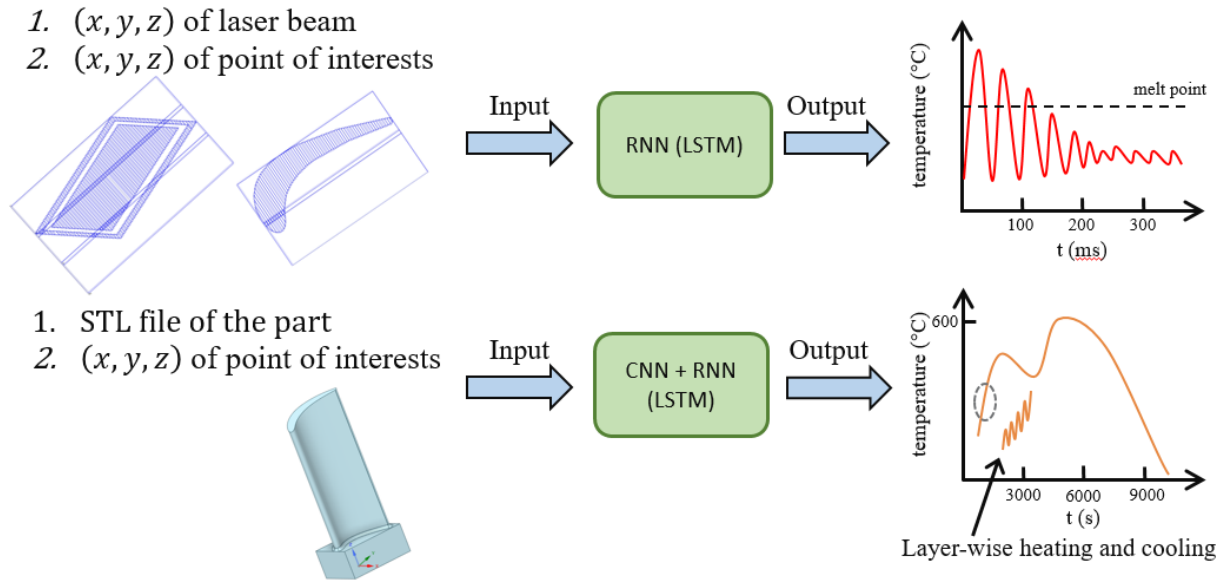 1. (x, y, z) of laser beam
2. (x, y, z) of point of interests
Input
RNN (LSTM)
Output
temperature (°C)
melt point
100 200 300
t (ms)
1. STL file of the part
2. (x, y, z) of point of interests
Input
CNN + RNN
(LSTM)
Output
temperature (°C)
600
3000 6000 9000
t (s)
Layer-wise heating and cooling